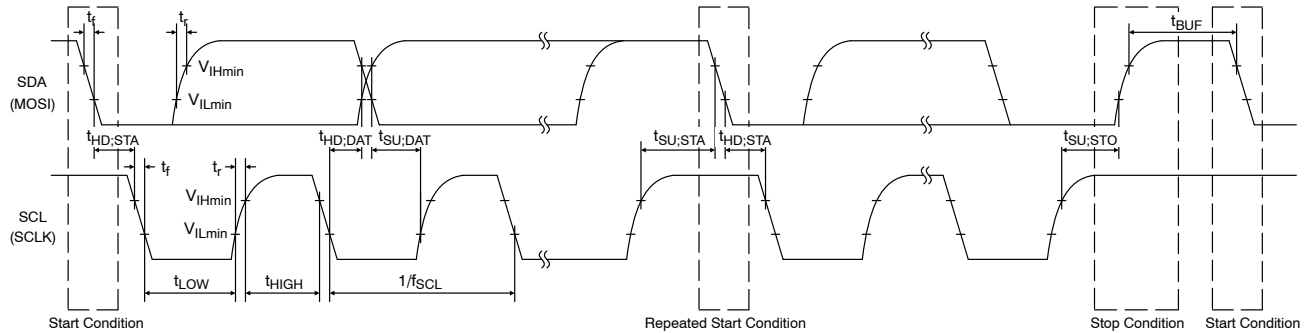 tf
tr
tBUF
SDA
(MOSI)
VIHmin
VILmin
tHD;STA
tHD;DAT
tSU;DAT
tSU;STA
tHD;STA
tSU;STO
tf
tr
SCL
(SCLK)
VIHmin
VILmin
tLOW
tHIGH
1/fSCL
Start Condition
Repeated Start Condition
Stop Condition
Start Condition